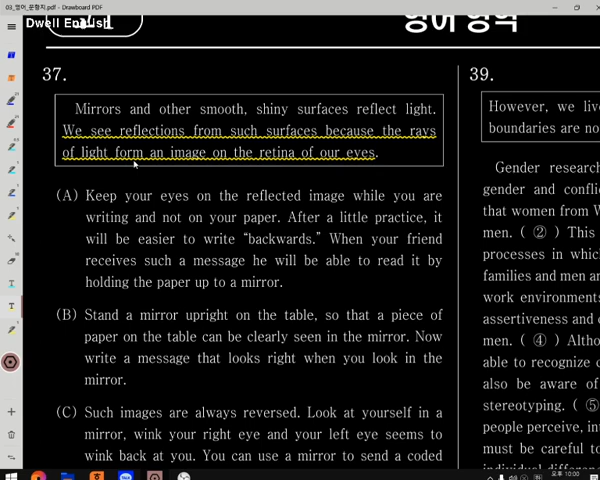 03_영어_문항지.pdf - Drawboard PDF
Dwell English
영어 영역
37.
Mirrors and other smooth, shiny surfaces reflect light.
We see reflections from such surfaces because the rays
of light form an image on the retina of our eyes.
(A) Keep your eyes on the reflected image while you are
writing and not on your paper. After a little practice, it
will be easier to write “backwards.” When your friend
receives such a message he will be able to read it by
holding the paper up to a mirror.
(B) Stand a mirror upright on the table, so that a piece of
paper on the table can be clearly seen in the mirror. Now
write a message that looks right when you look in the
mirror.
(C) Such images are always reversed. Look at yourself in a
mirror, wink your right eye and your left eye seems to
wink back at you. You can use a mirror to send a coded
39.
However, we liv
boundaries are no
Gender research
gender and conflic
that women from W
men. ( ② ) This
processes in which
families and men ar
work environments
assertiveness and c
men. ( ④ ) Altho
able to recognize c
also be aware of
stereotyping. ( ⑤
people perceive, int
must be careful to
individual differen
오후 10:00